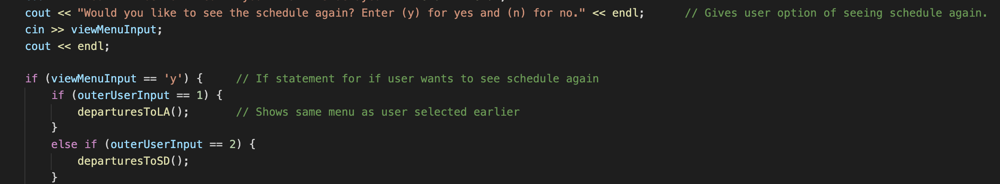 cout << "Would you like to see the schedule again? Enter (y) for yes and (n) for no." << endl;      // Gives user option of seeing schedule again.
cin >> viewMenuInput;
cout << endl;
if (viewMenuInput == 'y') {     // If statement for if user wants to see schedule again
    if (outerUserInput == 1) {
        departuresToLA();       // Shows same menu as user selected earlier
    }
    else if (outerUserInput == 2) {
        departuresToSD();
    }